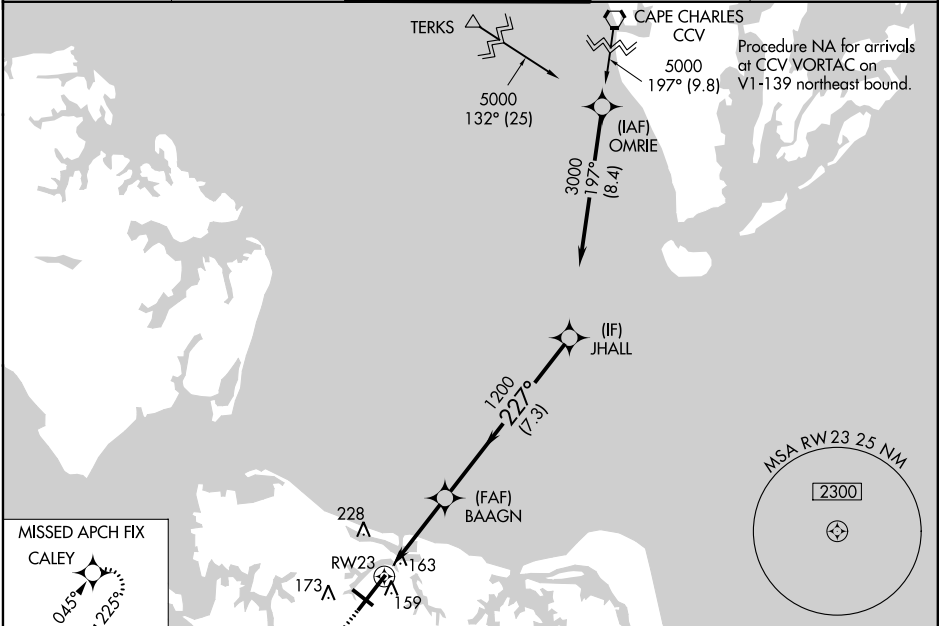 TERKS
5000
132° (25)
CAPE CHARLES
CCV
5000
197° (9.8)
Procedure NA for arrivals
at CCV VORTAC on
V1-139 northeast bound.
(IAF)
OMRIE
3000
197°
(8.4)
(IF)
JHALL
1200
227°
(7.3)
(FAF)
BAAGN
228
RW23
163
173
159
MSA RW23 25 NM
2300
MISSED APCH FIX
CALEY
045°
225°